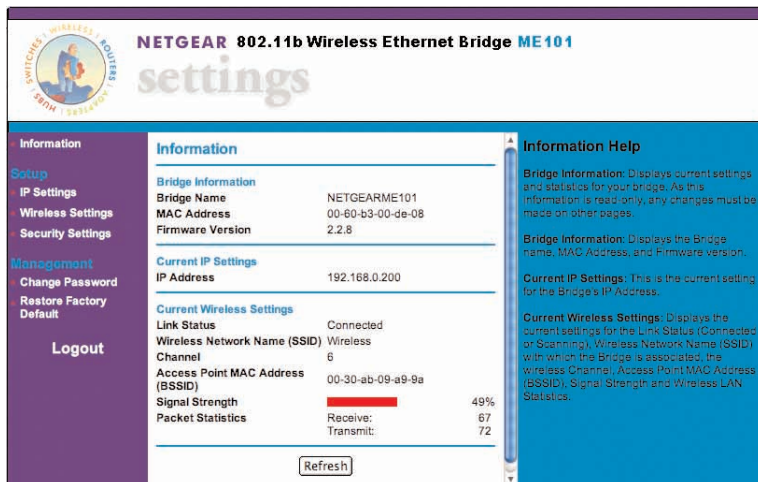 WIRELESS
ROUTERS
ADAPTERS
HUBS
SWITCHES
NETGEAR 802.11b Wireless Ethernet Bridge ME101
settings
Information
Setup
IP Settings
Wireless Settings
Security Settings
Management
Change Password
Restore Factory
Default
Logout
Information
Bridge Information
Bridge Name NETGEARME101
MAC Address 00-60-b3-00-de-08
Firmware Version 2.2.8
Current IP Settings
IP Address 192.168.0.200
Current Wireless Settings
Link Status Connected
Wireless Network Name (SSID) Wireless
Channel 6
Access Point MAC Address
(BSSID) 00-30-ab-09-a9-9a
Signal Strength 49%
Packet Statistics Receive: 67
Transmit: 72
Refresh
Information Help
Bridge Information: Displays current settings
and statistics for your bridge. As this
information is read-only, any changes must be
made on other pages.
Bridge Information: Displays the Bridge
name, MAC Address, and Firmware version.
Current IP Settings: This is the current setting
for the Bridge's IP Address.
Current Wireless Settings: Displays the
current settings for the Link Status (Connected
or Scanning), Wireless Network Name (SSID)
with which the Bridge is associated, the
wireless Channel, Access Point MAC Address
(BSSID), Signal Strength and Wireless LAN
Statistics.